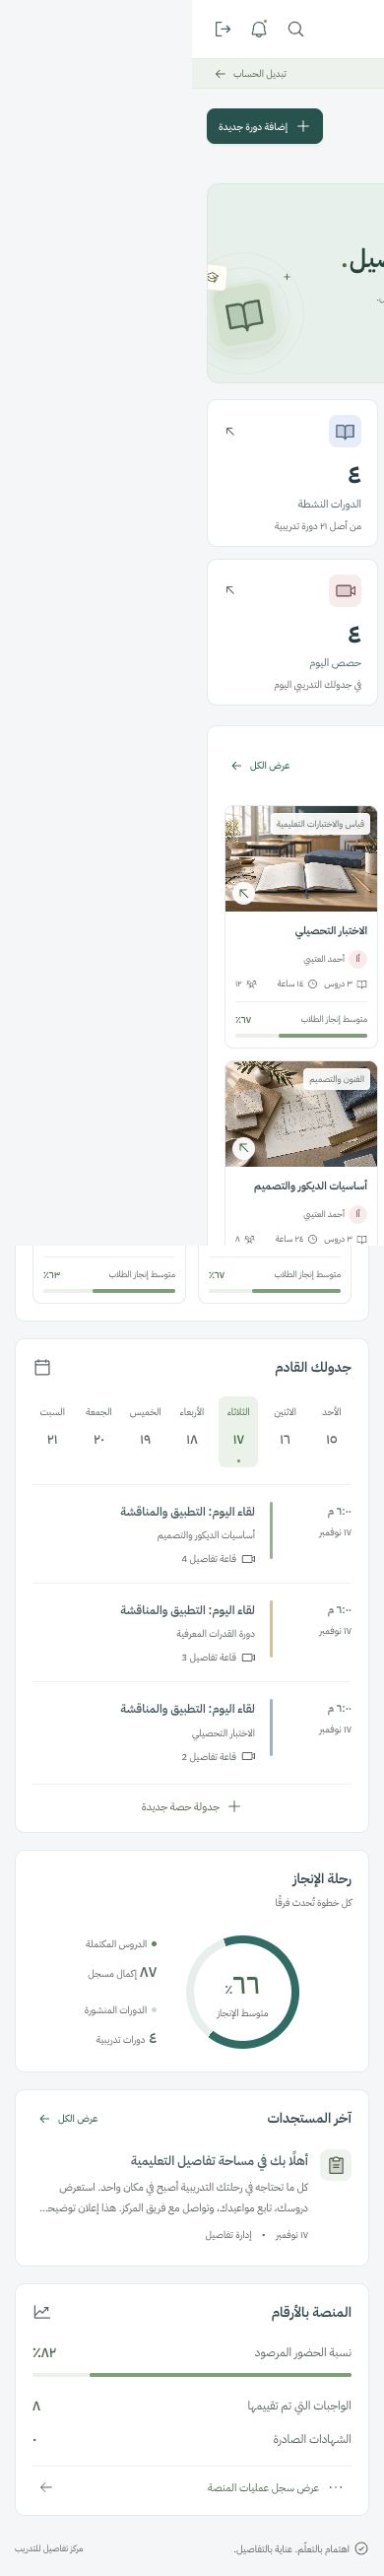 تبديل الحساب
إضافة دورة جديدة
٤
الدورات النشطة
من أصل ٢١ دورة تدريبية
٤
حصص اليوم
في جدولك التدريبي اليوم
عرض الكل
قياس والاختبارات التعليمية
الاختبار التحصيلي
أأ أحمد العتيبي
٣ دروس ١٤ ساعة ١٢
متوسط إنجاز الطلاب ٦٧٪
الفنون والتصميم
أساسيات الديكور والتصميم
أأ أحمد العتيبي
٣ دروس ٢٤ ساعة ٨
متوسط إنجاز الطلاب ٦٧٪
متوسط إنجاز الطلاب ٦٣٪
جدولك القادم
الأحد الاثنين الثلاثاء الأربعاء الخميس الجمعة السبت
١٥ ١٦ ١٧ ١٨ ١٩ ٢٠ ٢١
٦:٠٠ م لقاء اليوم: التطبيق والمناقشة
١٧ نوفمبر أساسيات الديكور والتصميم
قاعة تفاصيل 4
٦:٠٠ م لقاء اليوم: التطبيق والمناقشة
١٧ نوفمبر دورة القدرات المعرفية
قاعة تفاصيل 3
٦:٠٠ م لقاء اليوم: التطبيق والمناقشة
١٧ نوفمبر الاختبار التحصيلي
قاعة تفاصيل 2
جدولة حصة جديدة
رحلة الإنجاز
كل خطوة تُحدث فرقًا
٦٦٪
متوسط الإنجاز
الدروس المكتملة
٨٧ إكمال مسجل
الدورات المنشورة
٤ دورات تدريبية
آخر المستجدات عرض الكل
أهلًا بك في مساحة تفاصيل التعليمية
كل ما تحتاجه في رحلتك التدريبية أصبح في مكان واحد. استعرض
دروسك، تابع مواعيدك، وتواصل مع فريق المركز. هذا إعلان توضيحـ...
١٧ نوفمبر • إدارة تفاصيل
المنصة بالأرقام
نسبة الحضور المرصود ٨٢٪
الواجبات التي تم تقييمها ٨
الشهادات الصادرة ٠
عرض سجل عمليات المنصة
اهتمام بالتعلّم. عناية بالتفاصيل. مركز تفاصيل للتدريب